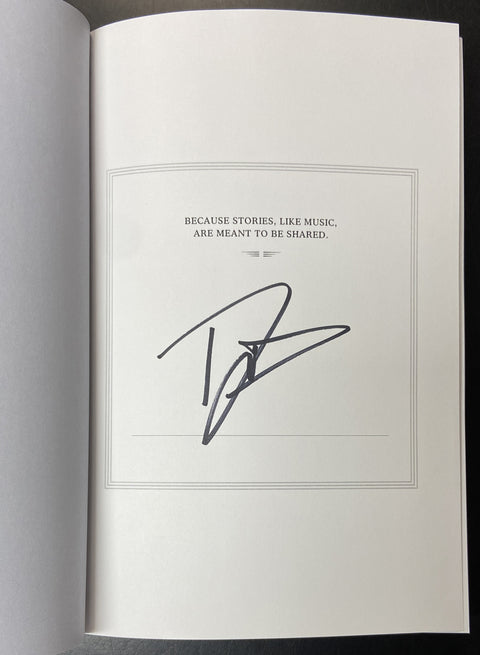 BECAUSE STORIES, LIKE MUSIC,
ARE MEANT TO BE SHARED.